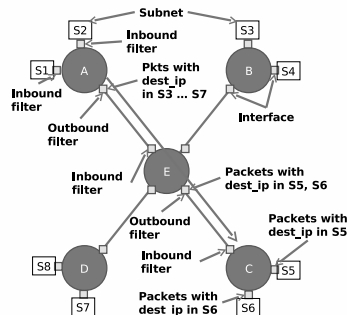 Subnet
S2
S3
Inbound
filter
S1
A
B
S4
Pkts with
dest_ip
in S3 ... S7
Inbound
filter
Outbound
filter
Interface
E
Inbound
filter
Packets with
dest_ip in S5, S6
Outbound
filter
Packets with
dest_ip in S5
Inbound
filter
S8
D
C
S5
S7
Packets with
dest_ip in S6
S6